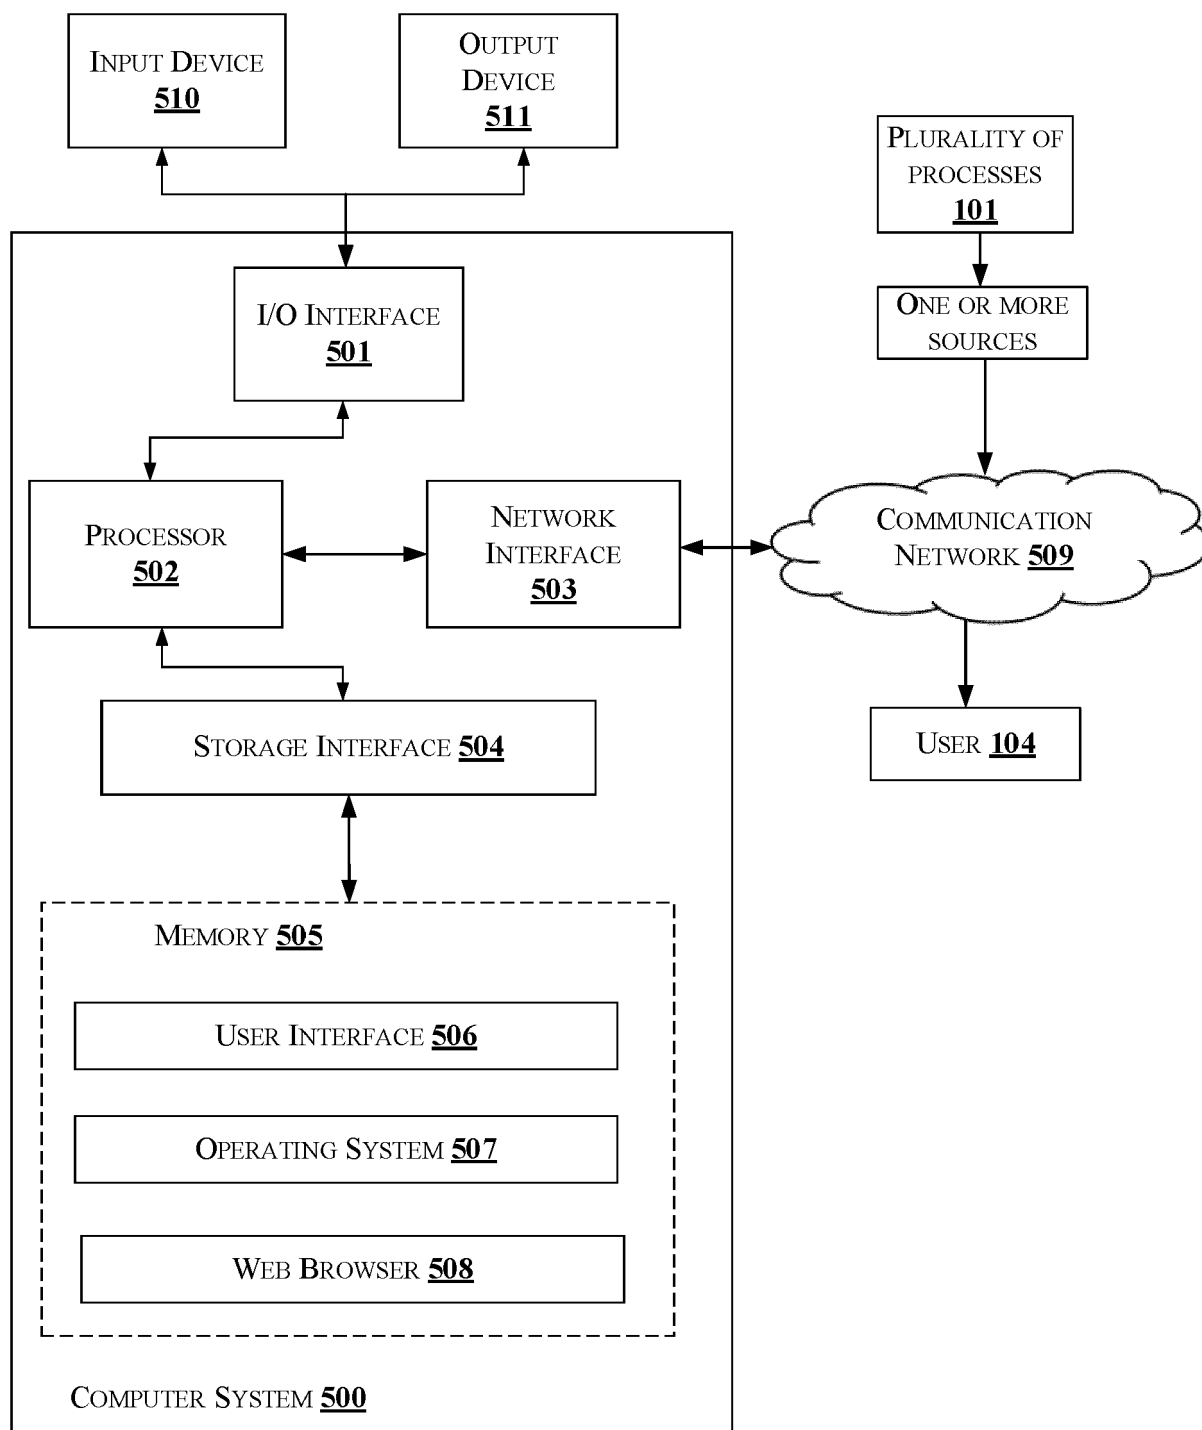 Input Device
510
Output
Device
511
Plurality of
processes
101
One or more
sources
I/O Interface
501
Processor
502
Network
Interface
503
Communication
Network 509
Storage Interface 504
User 104
Memory 505
User Interface 506
Operating System 507
Web Browser 508
Computer System 500